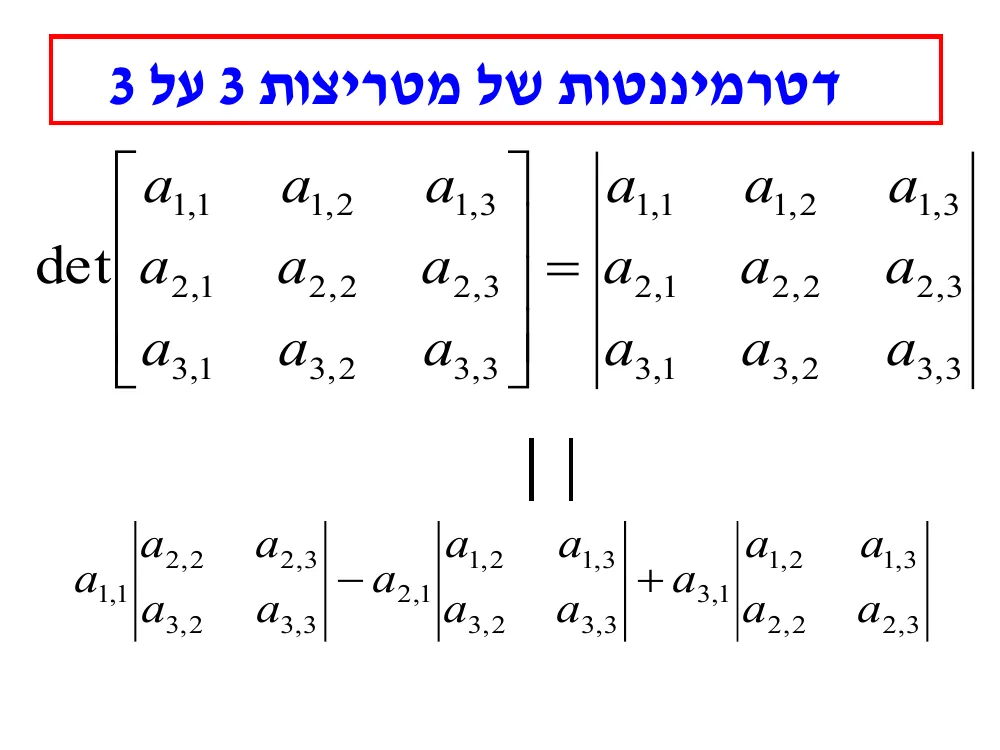 דטרמיננטות של מטריצות 3 על 3
det [ a1,1 a1,2 a1,3 ] = | a1,1 a1,2 a1,3 |
[ a2,1 a2,2 a2,3 ] | a2,1 a2,2 a2,3 |
[ a3,1 a3,2 a3,3 ] | a3,1 a3,2 a3,3 |
||
a1,1 | a2,2 a2,3 | − a2,1 | a1,2 a1,3 | + a3,1 | a1,2 a1,3 |
| a3,2 a3,3 | | a3,2 a3,3 | | a2,2 a2,3 |